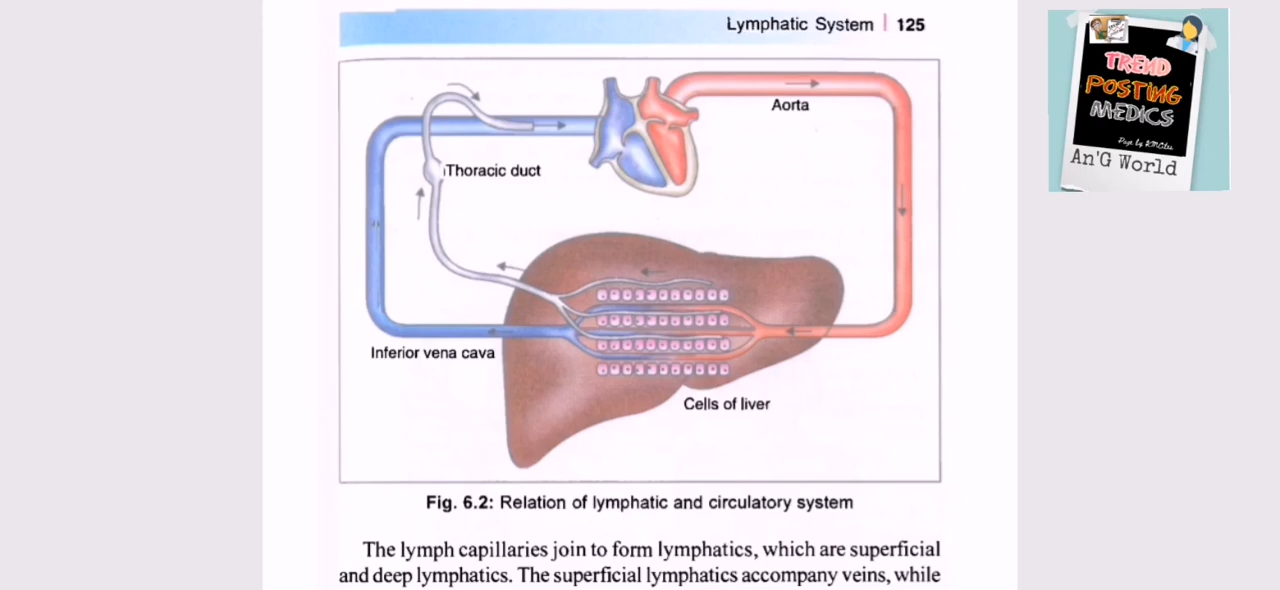 Lymphatic System | 125
Aorta
Thoracic duct
Inferior vena cava
Cells of liver
Fig. 6.2: Relation of lymphatic and circulatory system
The lymph capillaries join to form lymphatics, which are superficial
and deep lymphatics. The superficial lymphatics accompany veins, while
TREND
POSTING
MEDICS
Page by
An'G World